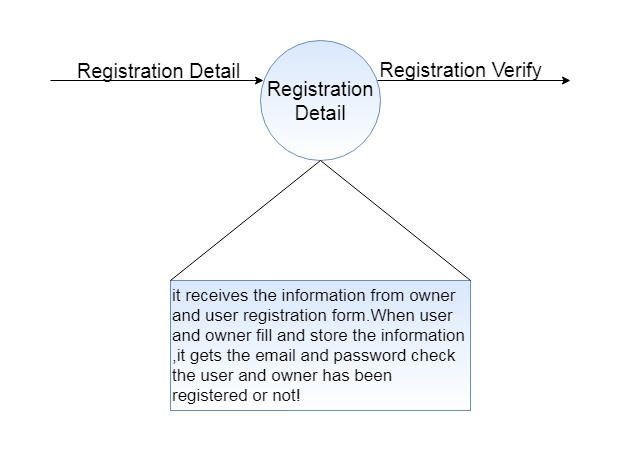 Registration Detail
Registration
Detail
Registration Verify
it receives the information from owner
and user registration form.When user
and owner fill and store the information
,it gets the email and password check
the user and owner has been
registered or not!